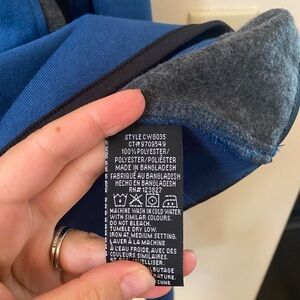 STYLE CW6035
CT#9709549
100% POLYESTER/
POLYESTER/POLIÉSTER
MADE IN BANGLADESH
FABRIQUÉ AU BANGLADESH
HECHO EN BANGLADESH
RN# 123627
MACHINE WASH IN COLD WATER
WITH SIMILAR COLOURS.
DO NOT BLEACH.
TUMBLE DRY LOW.
IRON AT MEDIUM SETTING.
LAVER À LA MACHINE
À L'EAU FROIDE, AVEC DES
COULEURS SIMILAIRES.